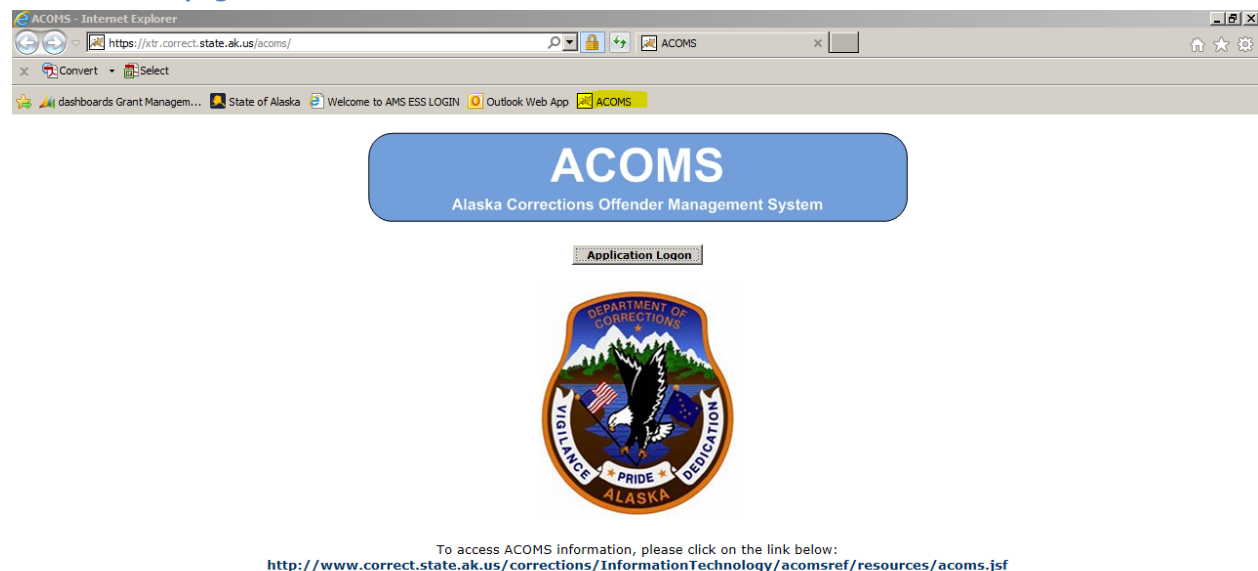 ACOMS - Internet Explorer
https://xtr.correct.state.ak.us/acoms/
ACOMS
Convert
Select
dashboards Grant Managem...
State of Alaska
Welcome to AMS ESS LOGIN
Outlook Web App
ACOMS
ACOMS
Alaska Corrections Offender Management System
Application Logon
DEPARTMENT OF
CORRECTIONS
VIGILANCE
PRIDE
DEDICATION
ALASKA
To access ACOMS information, please click on the link below:
http://www.correct.state.ak.us/corrections/InformationTechnology/acomsref/resources/acoms.jsf